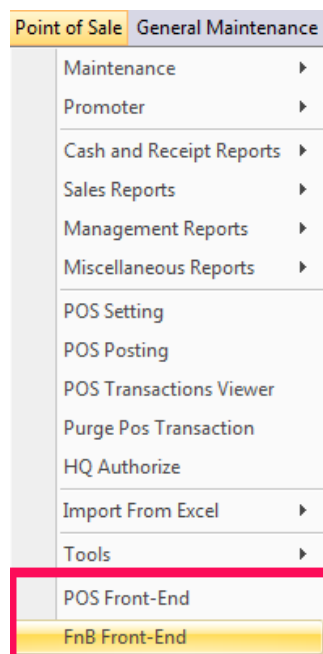 Point of Sale General Maintenance
Maintenance
Promoter
Cash and Receipt Reports
Sales Reports
Management Reports
Miscellaneous Reports
POS Setting
POS Posting
POS Transactions Viewer
Purge Pos Transaction
HQ Authorize
Import From Excel
Tools
POS Front-End
FnB Front-End